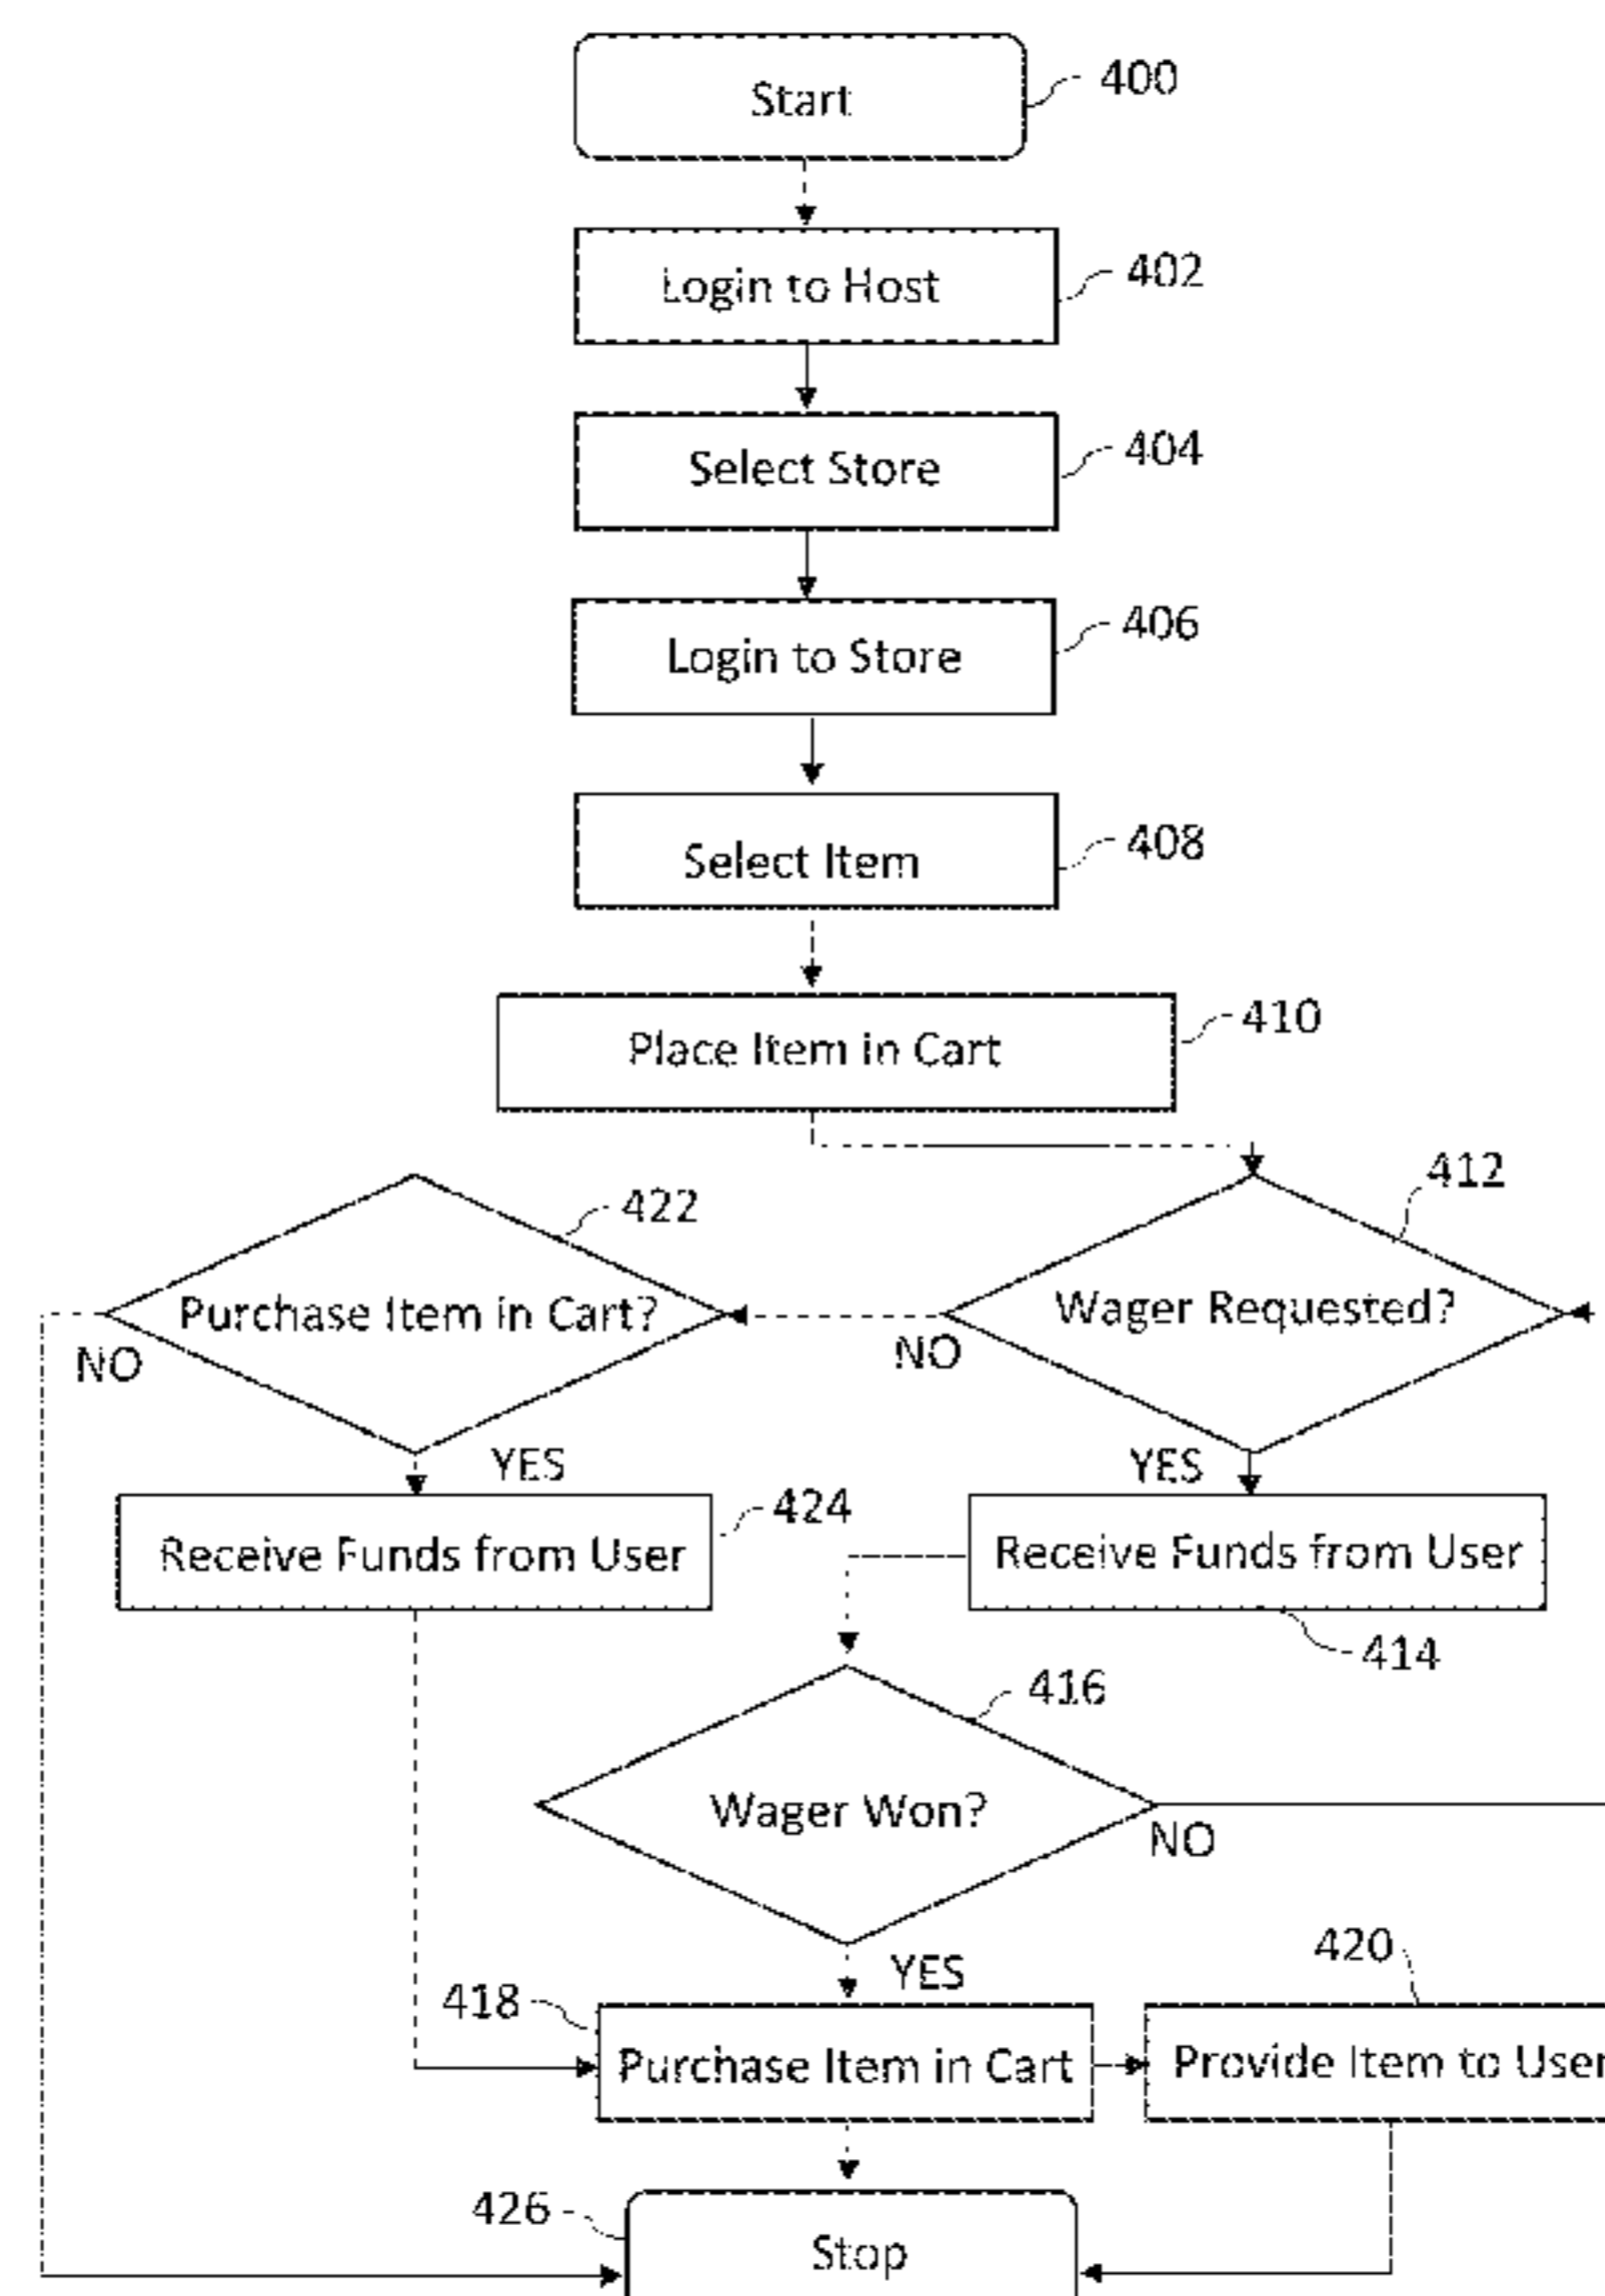 Start
400
Login to Host
402
Select Store
404
Login to Store
406
Select Item
408
Place Item in Cart
410
412
422
Purchase Item in Cart?
Wager Requested?
NO
NO
YES
YES
424
Receive Funds from User
Receive Funds from User
414
416
Wager Won?
NO
YES
420
418
Purchase Item in Cart
Provide Item to User
426
Stop